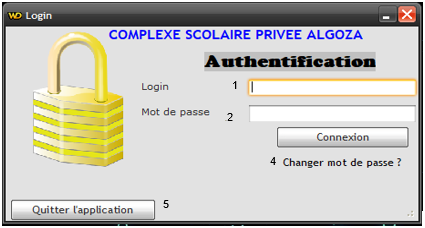 WD Login
COMPLEXE SCOLAIRE PRIVEE ALGOZA
Authentification
Login 1
Mot de passe 2
Connexion
4 Changer mot de passe ?
Quitter l'application 5